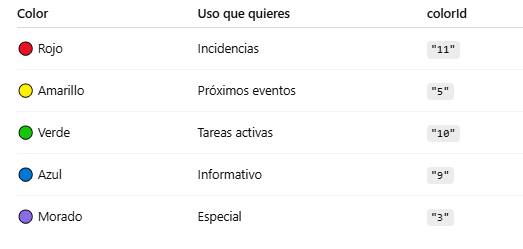 Color Uso que quieres colorId
Rojo Incidencias "11"
Amarillo Próximos eventos "5"
Verde Tareas activas "10"
Azul Informativo "9"
Morado Especial "3"